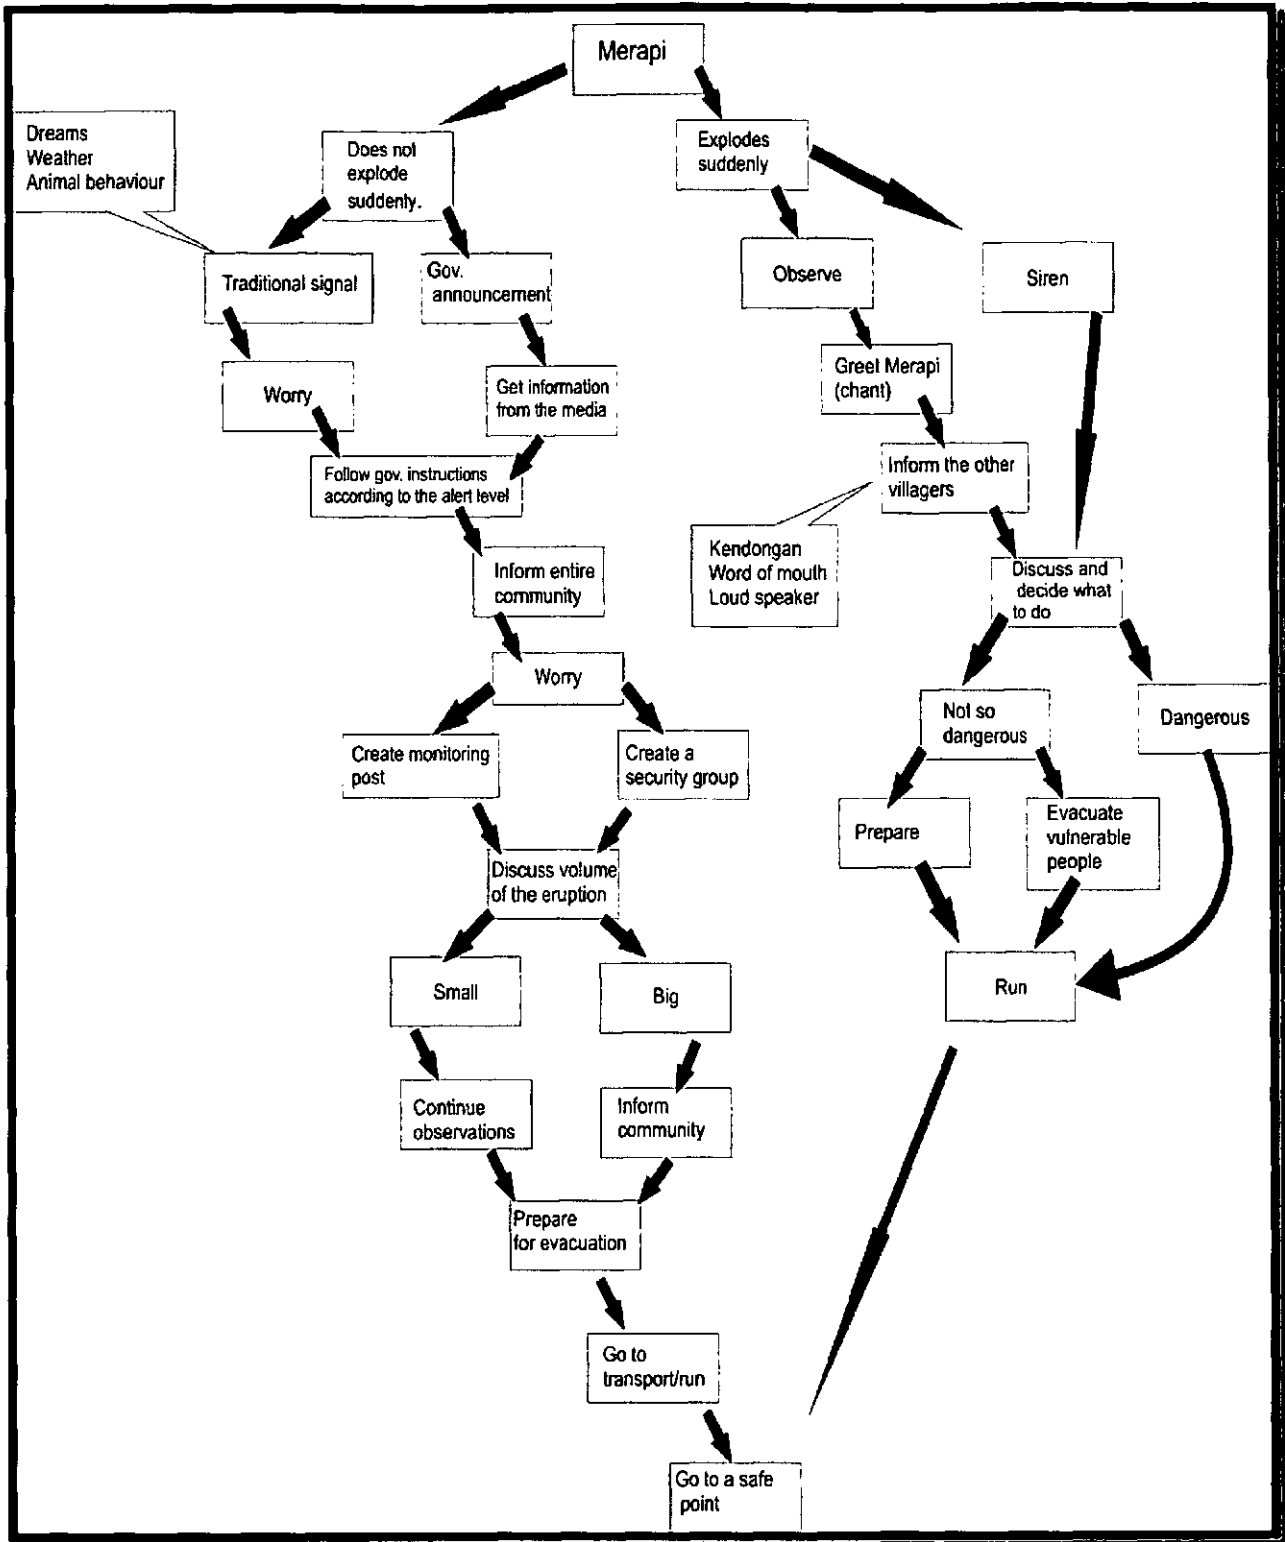 Merapi
Dreams
Weather
Animal behaviour
Does not
explode
suddenly.
Explodes
suddenly
Traditional signal
Gov.
announcement
Observe
Siren
Worry
Get information
from the media
Greet Merapi
(chant)
Follow gov. instructions
according to the alert level
Inform the other
villagers
Kendongan
Word of mouth
Loud speaker
Inform entire
community
Discuss and
decide what
to do
Worry
Not so
dangerous
Dangerous
Create monitoring
post
Create a
security group
Prepare
Evacuate
vulnerable
people
Discuss volume
of the eruption
Small
Big
Run
Continue
observations
Inform
community
Prepare
for evacuation
Go to
transport/run
Go to a safe
point